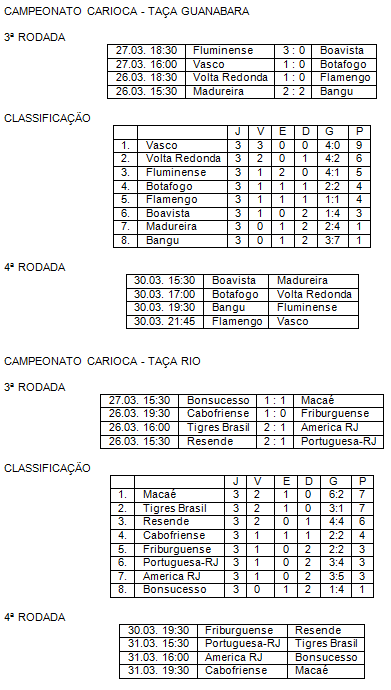 CAMPEONATO CARIOCA - TAÇA GUANABARA
3ª RODADA
27.03. 18:30 Fluminense 3 : 0 Boavista
27.03. 16:00 Vasco 1 : 0 Botafogo
26.03. 18:30 Volta Redonda 1 : 0 Flamengo
26.03. 15:30 Madureira 2 : 2 Bangu
CLASSIFICAÇÃO
J V E D G P
1. Vasco 3 3 0 0 4:0 9
2. Volta Redonda 3 2 0 1 4:2 6
3. Fluminense 3 1 2 0 4:1 5
4. Botafogo 3 1 1 1 2:2 4
5. Flamengo 3 1 1 1 1:1 4
6. Boavista 3 1 0 2 1:4 3
7. Madureira 3 0 1 2 2:4 1
8. Bangu 3 0 1 2 3:7 1
4ª RODADA
30.03. 15:30 Boavista Madureira
30.03. 17:00 Botafogo Volta Redonda
30.03. 19:30 Bangu Fluminense
30.03. 21:45 Flamengo Vasco
CAMPEONATO CARIOCA - TAÇA RIO
3ª RODADA
27.03. 15:30 Bonsucesso 1 : 1 Macaé
26.03. 19:30 Cabofriense 1 : 0 Friburguense
26.03. 16:00 Tigres Brasil 2 : 1 America RJ
26.03. 15:30 Resende 2 : 1 Portuguesa-RJ
CLASSIFICAÇÃO
J V E D G P
1. Macaé 3 2 1 0 6:2 7
2. Tigres Brasil 3 2 1 0 3:1 7
3. Resende 3 2 0 1 4:4 6
4. Cabofriense 3 1 1 1 2:2 4
5. Friburguense 3 1 0 2 2:2 3
6. Portuguesa-RJ 3 1 0 2 3:4 3
7. America RJ 3 1 0 2 3:5 3
8. Bonsucesso 3 0 1 2 1:4 1
4ª RODADA
30.03. 19:30 Friburguense Resende
31.03. 15:30 Portuguesa-RJ Tigres Brasil
31.03. 16:00 America RJ Bonsucesso
31.03. 19:30 Cabofriense Macaé